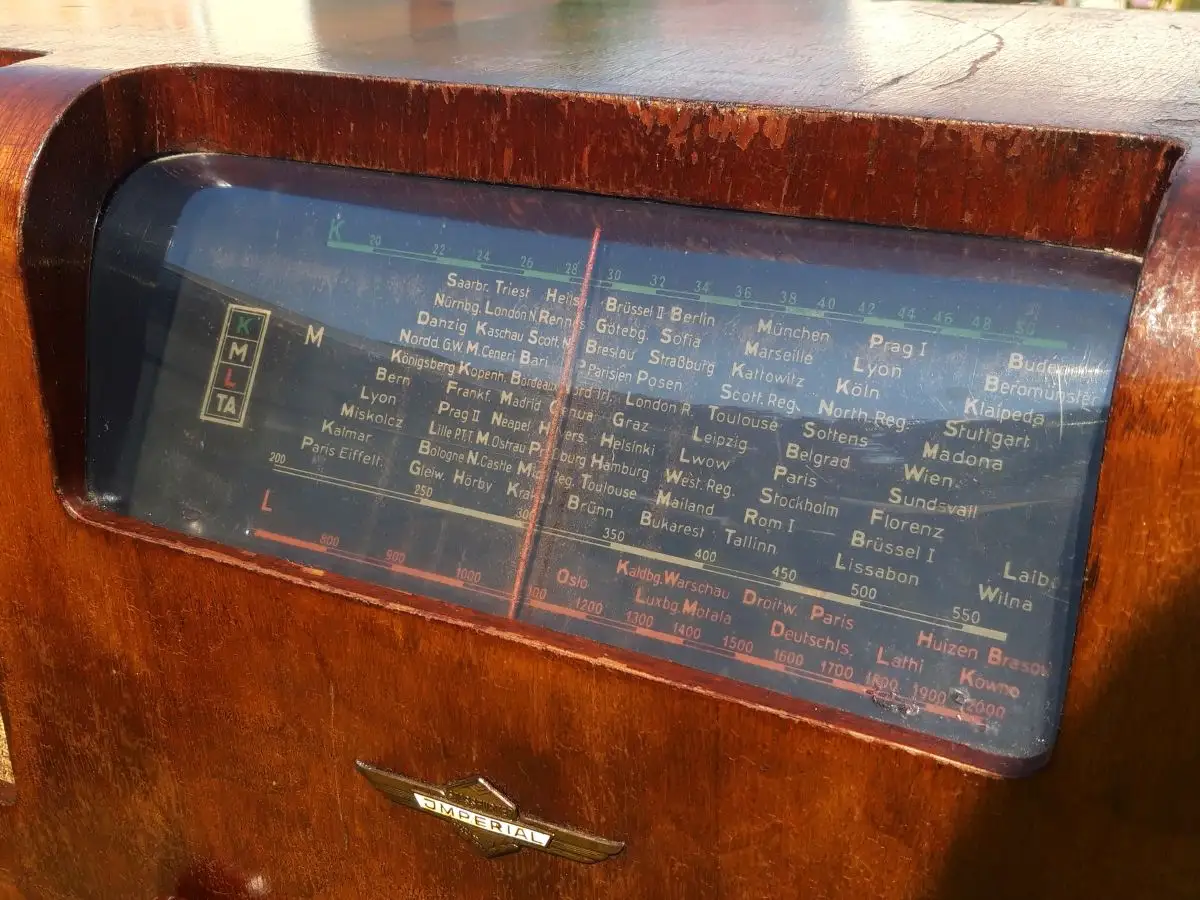 K 20 22 24 26 28 30 32 34 36 38 40 42 44 46 48 50
K
M
L
TA
M
Saarbr. Triest Heils Brüssel II Berlin München Prag I Bude
Nürnbg. London N. Renn Götebg. Sofia Marseille Lyon Beromünster
Danzig Kaschau Scott. Breslau Straßburg Kattowitz Köln Klaipeda
Nordd. G.W. M. Ceneri Bari Parisien Posen Scott. Reg. North. Reg. Stuttgart
Königsberg Kopenh. Bordeaux London R. Toulouse Sottens Madona
Bern Frankf. Madrid Graz Leipzig Belgrad Wien
Lyon Prag II Neapel Helsinki Lwow Paris Sundsvall
Miskolcz Lille P.T.T. M. Ostrau Hamburg West. Reg. Stockholm Florenz
Kalmar Bologne N. Castle Toulouse Mailand Rom I Brüssel I
Paris Eiffelt. Gleiw. Hörby Brünn Bukarest Tallinn Lissabon Laib
Wilna
200 250 300 350 400 450 500 550
L
Oslo Kaldbg. Warschau Droitw. Paris Huizen Brasov
Luxbg. Motala Deutschls. Lathi Kowno
800 900 1000 1200 1300 1400 1500 1600 1700 1800 1900 2000
IMPERIAL